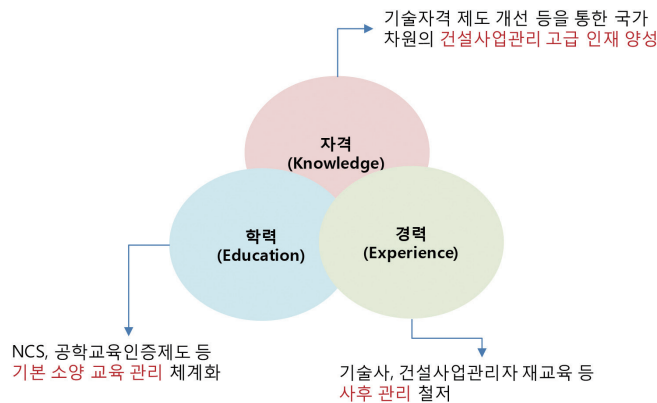 기술자격 제도 개선 등을 통한 국가
차원의 건설사업관리 고급 인재 양성
자격
(Knowledge)
학력
(Education)
경력
(Experience)
NCS, 공학교육인증제도 등
기본 소양 교육 관리 체계화
기술사, 건설사업관리자 재교육 등
사후 관리 철저